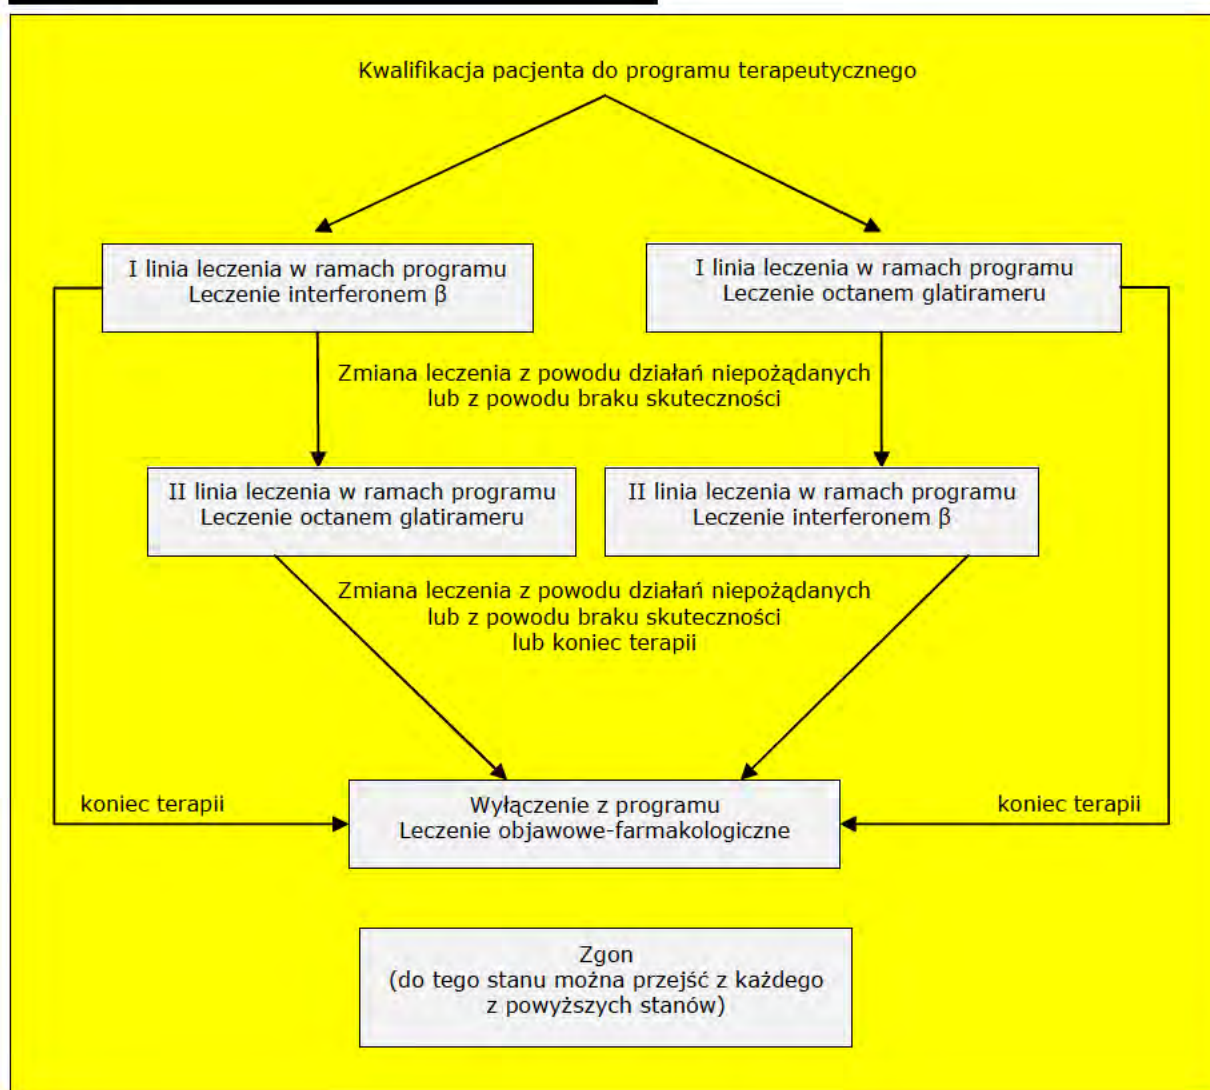 Kwalifikacja pacjenta do programu terapeutycznego
I linia leczenia w ramach programu
Leczenie interferonem β
I linia leczenia w ramach programu
Leczenie octanem glatirameru
Zmiana leczenia z powodu działań niepożądanych
lub z powodu braku skuteczności
II linia leczenia w ramach programu
Leczenie octanem glatirameru
II linia leczenia w ramach programu
Leczenie interferonem β
Zmiana leczenia z powodu działań niepożądanych
lub z powodu braku skuteczności
lub koniec terapii
koniec terapii
Wyłączenie z programu
Leczenie objawowe-farmakologiczne
koniec terapii
Zgon
(do tego stanu można przejść z każdego
z powyższych stanów)